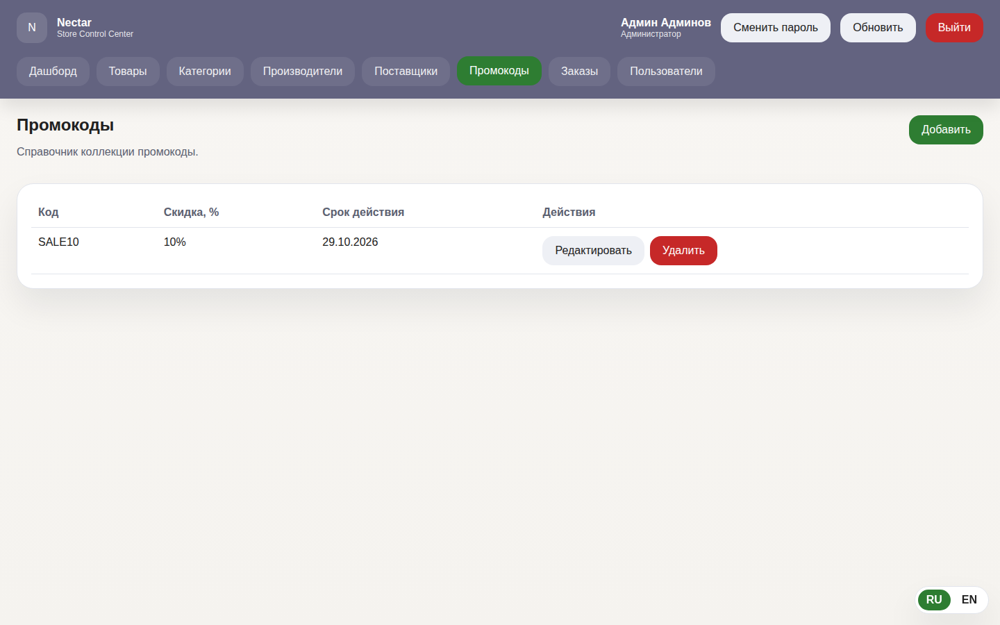 N
Nectar
Store Control Center
Админ Админов
Администратор
Сменить пароль
Обновить
Выйти
Дашборд
Товары
Категории
Производители
Поставщики
Промокоды
Заказы
Пользователи
Промокоды
Справочник коллекции промокоды.
Добавить
Код
Скидка, %
Срок действия
Действия
SALE10
10%
29.10.2026
Редактировать
Удалить
RU
EN